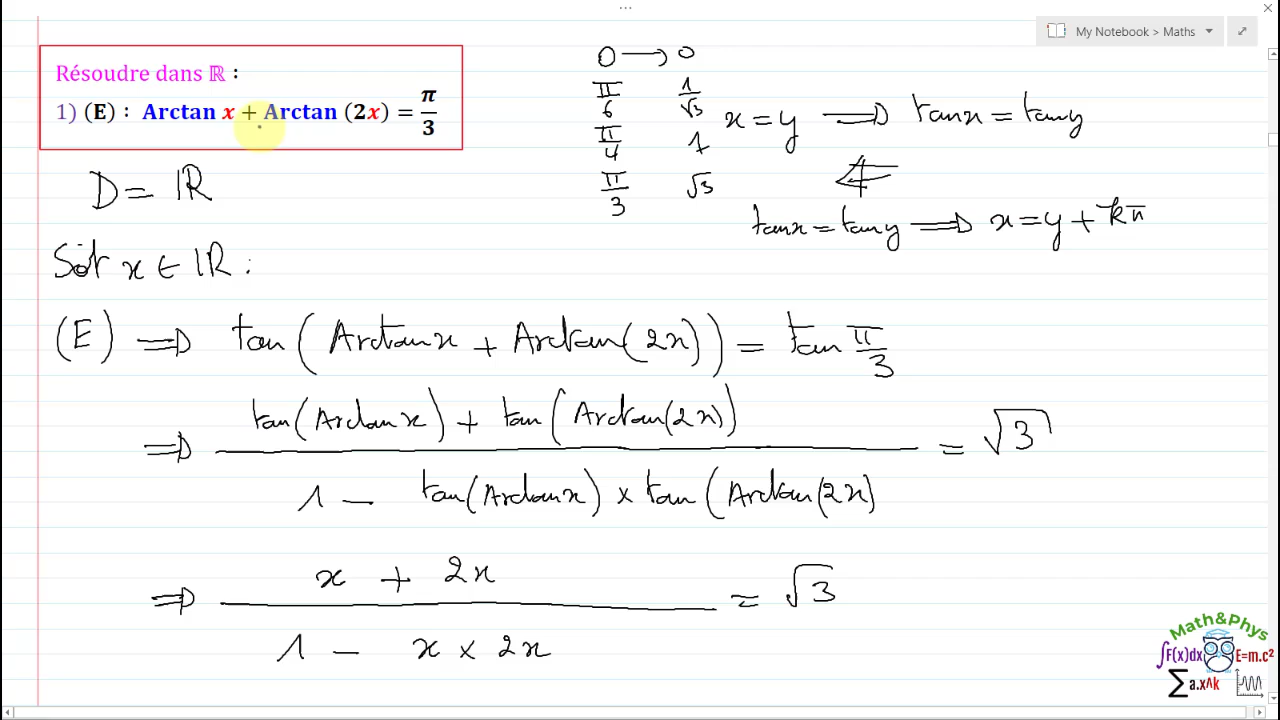 My Notebook > Maths
Résoudre dans ℝ :
1) (E) : Arctan x + Arctan (2x) = π/3
0 → 0
π/6 1/√3
π/4 1
π/3 √3
x = y ⟹ tan x = tan y
⟸̸
tan x = tan y ⟹ x = y + kπ
D = ℝ
Soit x ∈ ℝ :
(E) ⟹ tan(Arctan x + Arctan(2x)) = tan π/3
⟹ (tan(Arctan x) + tan(Arctan(2x)) / (1 − tan(Arctan x) × tan(Arctan(2x)) = √3
⟹ (x + 2x) / (1 − x × 2x) = √3
Math&Phys
∫F(x)dx E=m.c²
∑ a.x^k